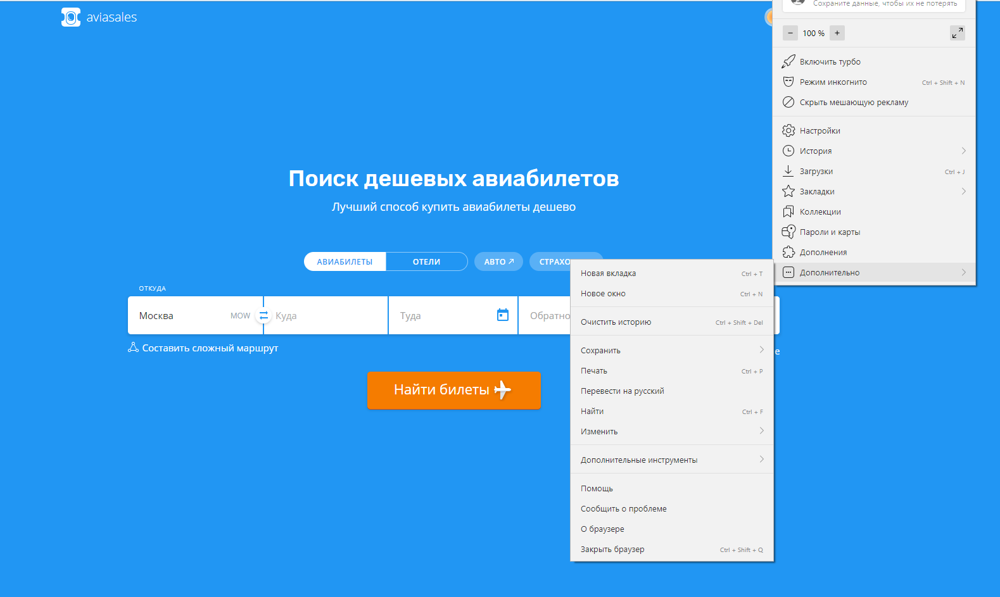 aviasales
Поиск дешевых авиабилетов
Лучший способ купить авиабилеты дешево
АВИАБИЛЕТЫ ОТЕЛИ АВТО СТРАХО
ОТКУДА
Москва MOW Куда Туда Обратно
Составить сложный маршрут
е
Найти билеты
Сохраните данные, чтобы их не потерять
− 100 % +
Включить турбо
Режим инкогнито Ctrl + Shift + N
Скрыть мешающую рекламу
Настройки
История
Загрузки Ctrl + J
Закладки
Коллекции
Пароли и карты
Дополнения
Дополнительно
Новая вкладка Ctrl + T
Новое окно Ctrl + N
Очистить историю Ctrl + Shift + Del
Сохранить
Печать Ctrl + P
Перевести на русский
Найти Ctrl + F
Изменить
Дополнительные инструменты
Помощь
Сообщить о проблеме
О браузере
Закрыть браузер Ctrl + Shift + Q